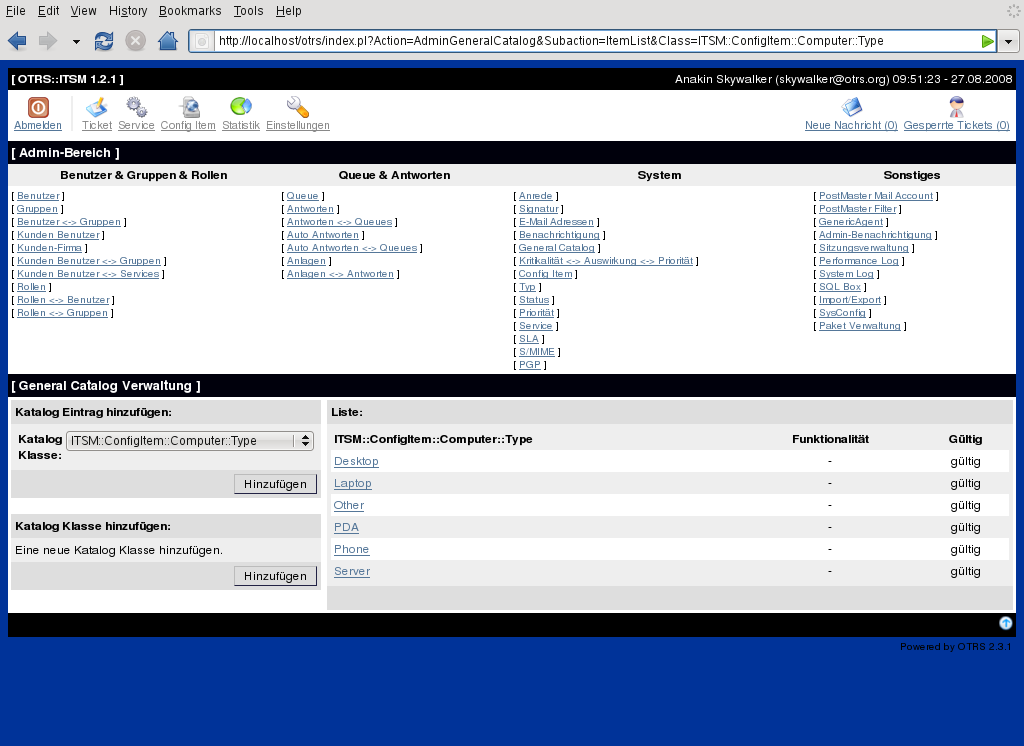 File Edit View History Bookmarks Tools Help
http://localhost/otrs/index.pl?Action=AdminGeneralCatalog&Subaction=ItemList&Class=ITSM::ConfigItem::Computer::Type
[ OTRS::ITSM 1.2.1 ] Anakin Skywalker (skywalker@otrs.org) 09:51:23 - 27.08.2008
Abmelden Ticket Service Config Item Statistik Einstellungen Neue Nachricht (0) Gesperrte Tickets (0)
[ Admin-Bereich ]
Benutzer & Gruppen & Rollen Queue & Antworten System Sonstiges
[ Benutzer ] [ Queue ] [ Anrede ] [ PostMaster Mail Account ]
[ Gruppen ] [ Antworten ] [ Signatur ] [ PostMaster Filter ]
[ Benutzer <-> Gruppen ] [ Antworten <-> Queues ] [ E-Mail Adressen ] [ GenericAgent ]
[ Kunden Benutzer ] [ Auto Antworten ] [ Benachrichtigung ] [ Admin-Benachrichtigung ]
[ Kunden-Firma ] [ Auto Antworten <-> Queues ] [ General Catalog ] [ Sitzungsverwaltung ]
[ Kunden Benutzer <-> Gruppen ] [ Anlagen ] [ Kritikalität <-> Auswirkung <-> Priorität ] [ Performance Log ]
[ Kunden Benutzer <-> Services ] [ Anlagen <-> Antworten ] [ Config Item ] [ System Log ]
[ Rollen ] [ Typ ] [ SQL Box ]
[ Rollen <-> Benutzer ] [ Status ] [ Import/Export ]
[ Rollen <-> Gruppen ] [ Priorität ] [ SysConfig ]
[ Service ] [ Paket Verwaltung ]
[ SLA ]
[ S/MIME ]
[ PGP ]
[ General Catalog Verwaltung ]
Katalog Eintrag hinzufügen:
Katalog Klasse: ITSM::ConfigItem::Computer::Type
Hinzufügen
Katalog Klasse hinzufügen:
Eine neue Katalog Klasse hinzufügen.
Hinzufügen
Liste:
ITSM::ConfigItem::Computer::Type Funktionalität Gültig
Desktop - gültig
Laptop - gültig
Other - gültig
PDA - gültig
Phone - gültig
Server - gültig
Powered by OTRS 2.3.1